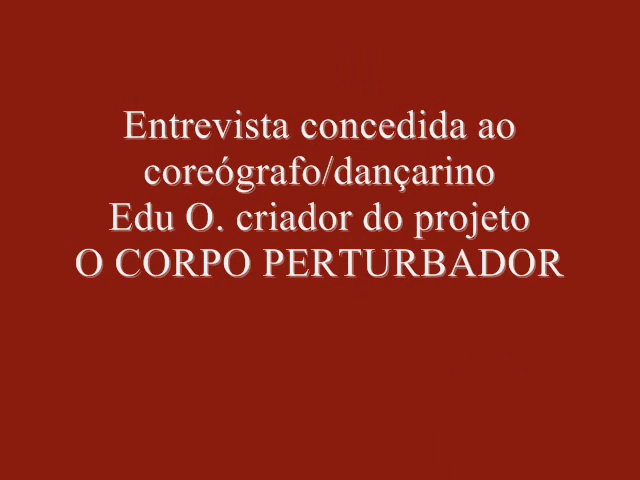 Entrevista concedida ao
coreógrafo/dançarino
Edu O. criador do projeto
O CORPO PERTURBADOR